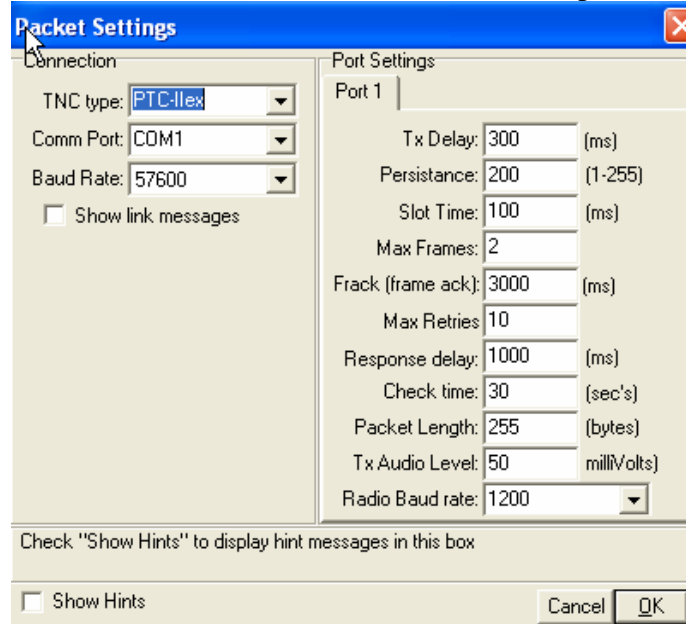 Packet Settings
Connection
TNC type: PTC-IIex
Comm Port: COM1
Baud Rate: 57600
Show link messages
Port Settings
Port 1
Tx Delay: 300 (ms)
Persistance: 200 (1-255)
Slot Time: 100 (ms)
Max Frames: 2
Frack (frame ack): 3000 (ms)
Max Retries 10
Response delay: 1000 (ms)
Check time: 30 (sec's)
Packet Length: 255 (bytes)
Tx Audio Level: 50 milliVolts)
Radio Baud rate: 1200
Check "Show Hints" to display hint messages in this box
Show Hints
Cancel OK